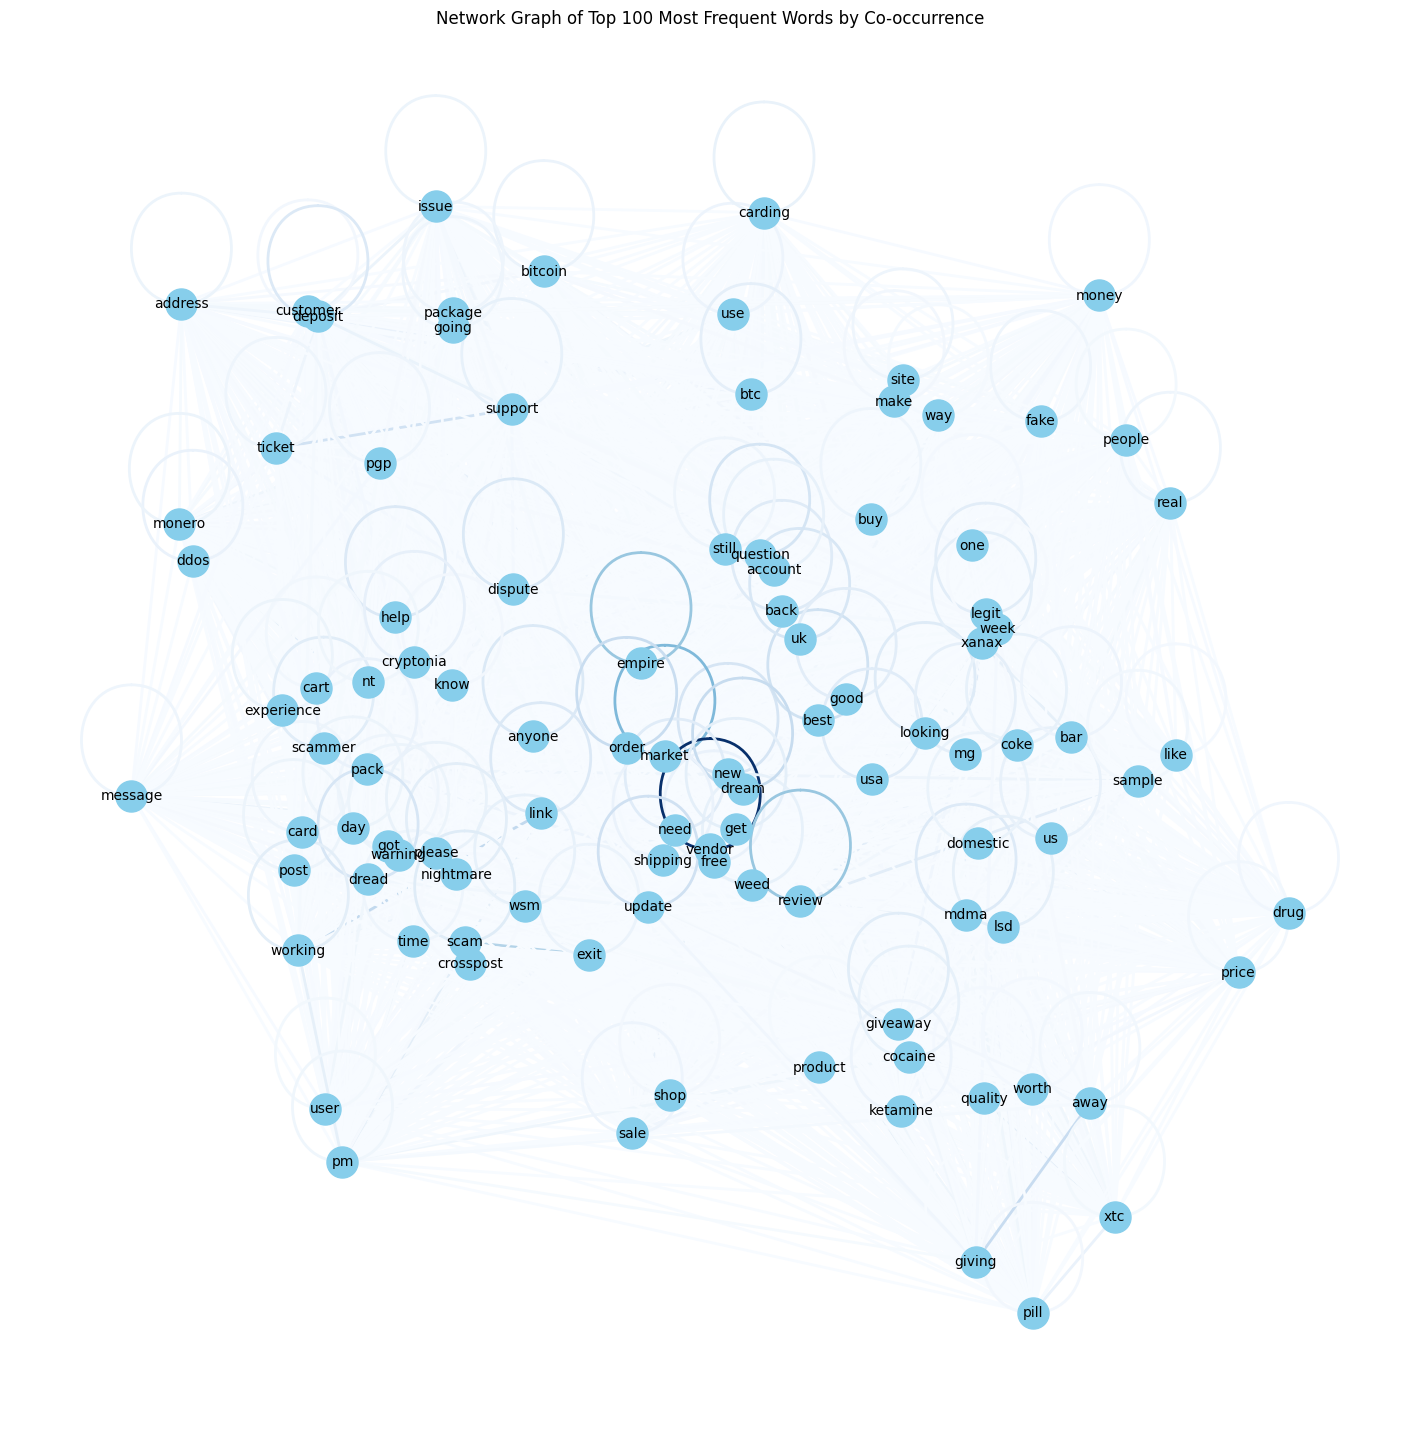 Network Graph of Top 100 Most Frequent Words by Co-occurrence
issue
carding
bitcoin
money
address
customer
deposit
package
going
use
site
make
btc
support
way
fake
people
ticket
pgp
real
monero
buy
ddos
still
question
one
account
dispute
help
back
legit
week
uk
xanax
empire
cryptonia
cart
nt
know
experience
good
best
looking
anyone
order
market
scammer
pack
mg
coke
bar
like
new
dream
usa
sample
message
link
card
day
need
get
got
warning
please
vendor
free
shipping
domestic
us
post
dread
nightmare
weed
review
wsm
update
mdma
lsd
drug
working
time
scam
crosspost
exit
price
giveaway
cocaine
product
shop
ketamine
quality
worth
away
user
sale
pm
xtc
giving
pill